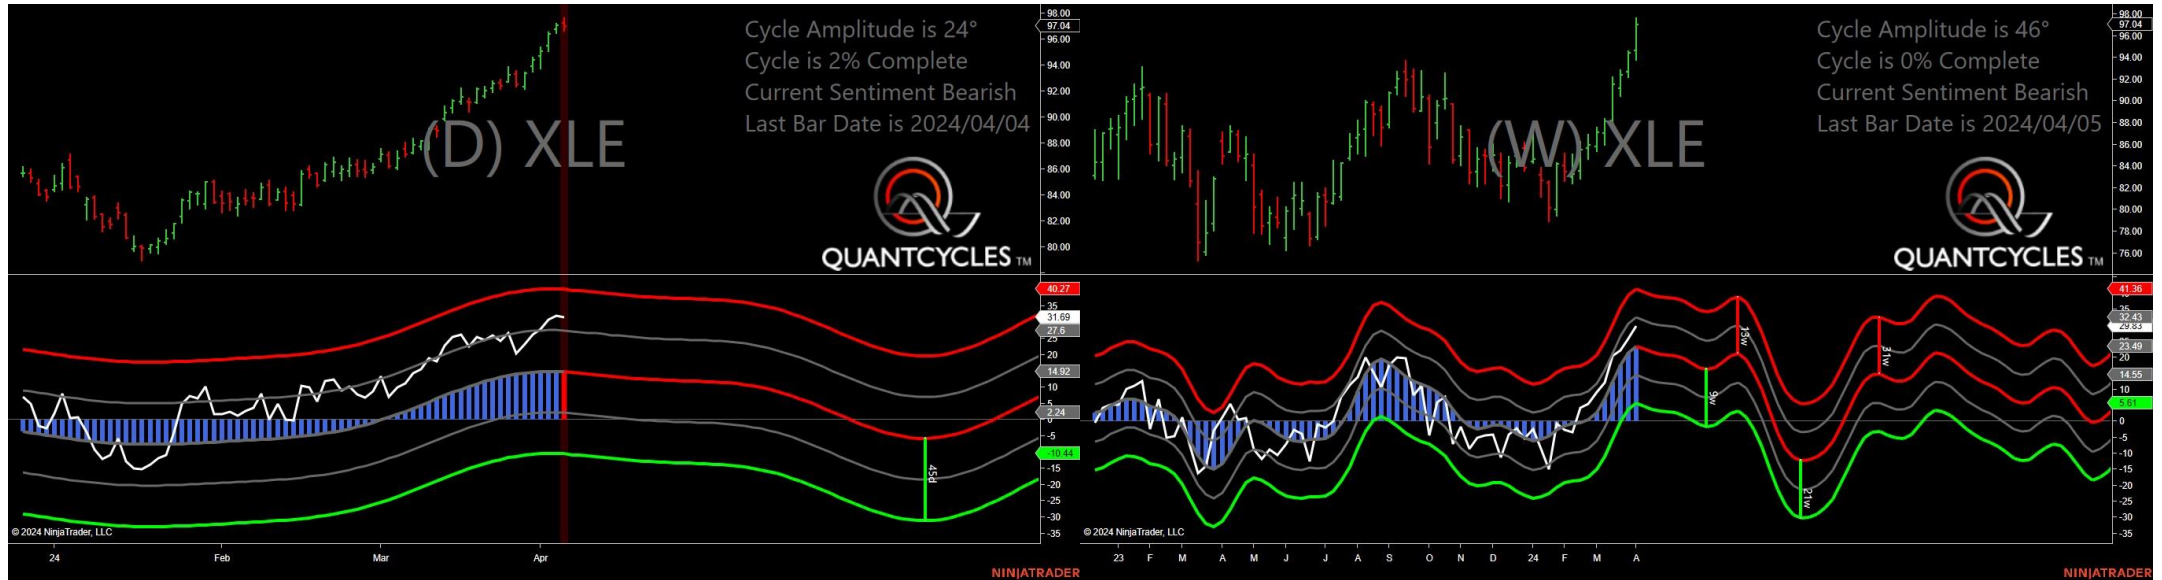 Cycle Amplitude is 24°
Cycle is 2% Complete
Current Sentiment Bearish
Last Bar Date is 2024/04/04
(D) XLE
QUANTCYCLES TM
98.00
97.04
96.00
94.00
92.00
90.00
88.00
86.00
84.00
82.00
80.00
40.27
35
31.69
27.6
25
20
14.92
10
5
2.24
0
-5
-10.44
-15
-20
-25
-30
-35
45d
© 2024 NinjaTrader, LLC
24 Feb Mar Apr
NINJATRADER
Cycle Amplitude is 46°
Cycle is 0% Complete
Current Sentiment Bearish
Last Bar Date is 2024/04/05
(W) XLE
QUANTCYCLES TM
98.00
97.04
96.00
94.00
92.00
90.00
88.00
86.00
84.00
82.00
80.00
78.00
76.00
41.36
35
32.43
29.83
23.49
20
14.55
10
5.61
0
-5
-10
-15
-20
-25
-30
-35
13w
31w
9w
21w
© 2024 NinjaTrader, LLC
23 F M A M J J A S O N D 24 F M A
NINJATRADER